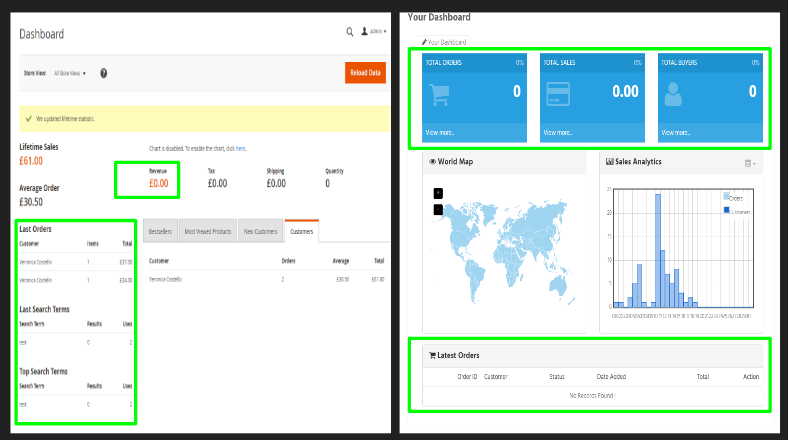 Dashboard
admin
Store View: All Store Views
?
Reload Data
We updated lifetime statistic.
Lifetime Sales
£61.00
Average Order
£30.50
Chart is disabled. To enable the chart, click here.
Revenue Tax Shipping Quantity
£0.00 £0.00 £0.00 0
Last Orders
Customer Items Total
Veronica Costello 1 £27.00
Veronica Costello 1 £34.00
Last Search Terms
Search Term Results Uses
test 0 2
Top Search Terms
Search Term Results Uses
test 0 2
Bestsellers Most Viewed Products New Customers Customers
Customer Orders Average Total
Veronica Costello 2 £30.50 £61.00
Your Dashboard
Your Dashboard
TOTAL ORDERS 0%
0
View more..
TOTAL SALES 0%
0.00
View more..
TOTAL BUYERS 0%
0
View more..
World Map
+
-
Sales Analytics
Orders
Customers
25
20
15
10
5
0
Latest Orders
Order ID Customer Status Date Added Total Action
No Records Found !